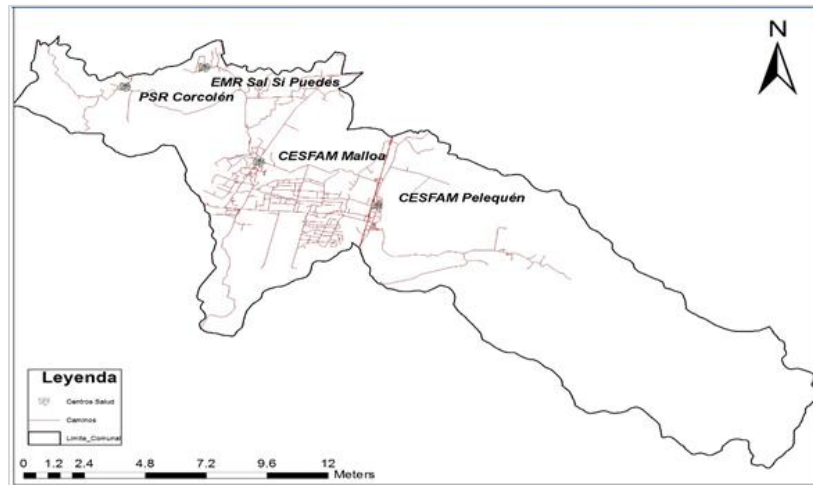 N
EMR Sal Si Puedes
PSR Corcolén
CESFAM Malloa
CESFAM Pelequén
Leyenda
Centros Salud
Caminos
Limite_Comunal
0 1.2 2.4 4.8 7.2 9.6 12
Meters